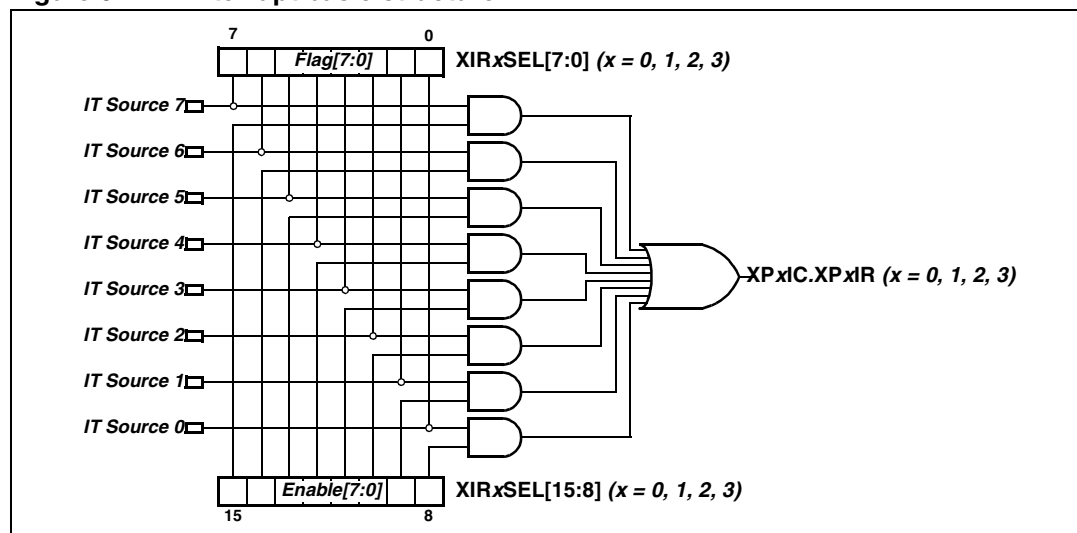 7 0
Flag[7:0] XIRxSEL[7:0] (x = 0, 1, 2, 3)
IT Source 7
IT Source 6
IT Source 5
IT Source 4
IT Source 3
XPxIC.XPxIR (x = 0, 1, 2, 3)
IT Source 2
IT Source 1
IT Source 0
Enable[7:0] XIRxSEL[15:8] (x = 0, 1, 2, 3)
15 8